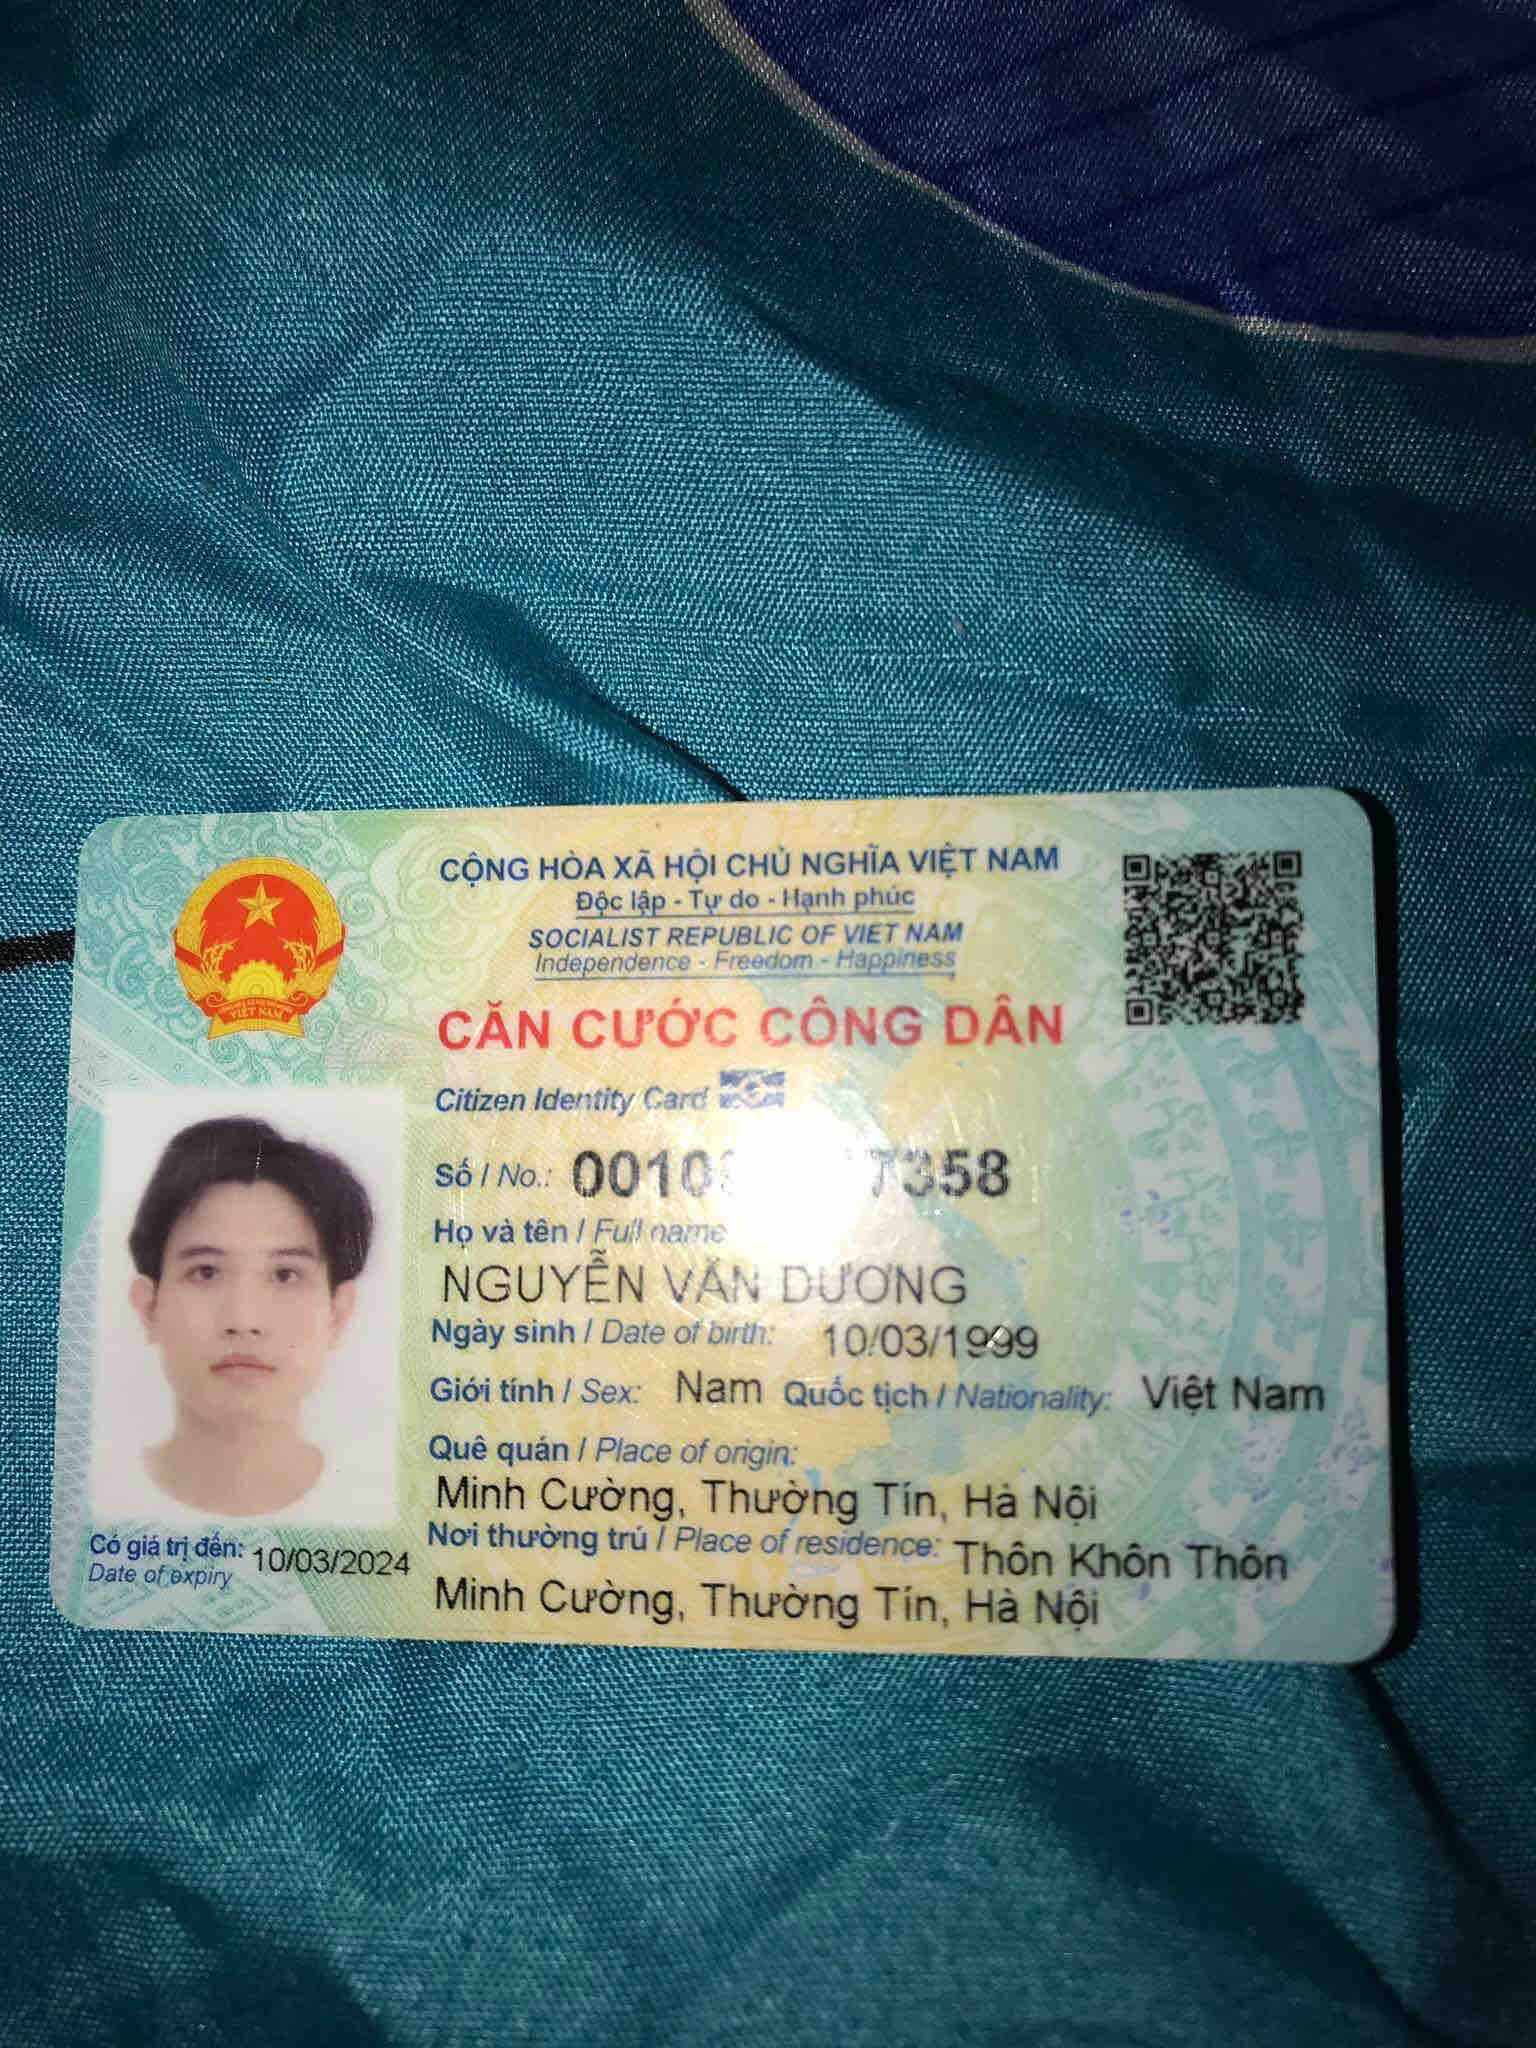 CỘNG HÒA XÃ HỘI CHỦ NGHĨA VIỆT NAM
Độc lập - Tự do - Hạnh phúc
SOCIALIST REPUBLIC OF VIET NAM
Independence - Freedom - Happiness
VIỆT NAM
CĂN CƯỚC CÔNG DÂN
Citizen Identity Card
Số / No.:
Họ và tên / Full name
NGUYỄN VĂN DƯƠNG
Ngày sinh / Date of birth: 10/03/1999
Giới tính / Sex: Nam Quốc tịch / Nationality: Việt Nam
Quê quán / Place of origin:
Minh Cường, Thường Tín, Hà Nội
Nơi thường trú / Place of residence: Thôn Khôn Thôn
Minh Cường, Thường Tín, Hà Nội
Có giá trị đến: 10/03/2024
Date of expiry